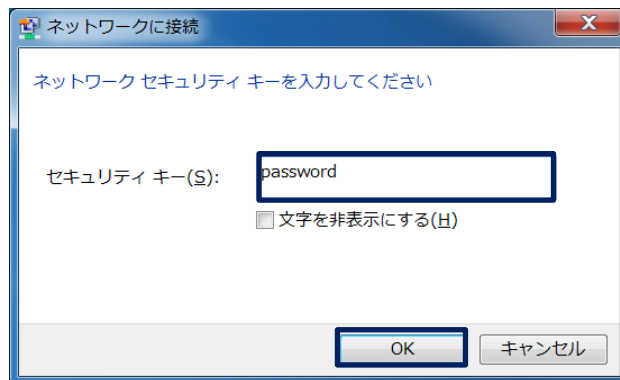 ネットワークに接続
ネットワーク セキュリティ キーを入力してください
セキュリティ キー(S): password
文字を非表示にする(H)
OK キャンセル